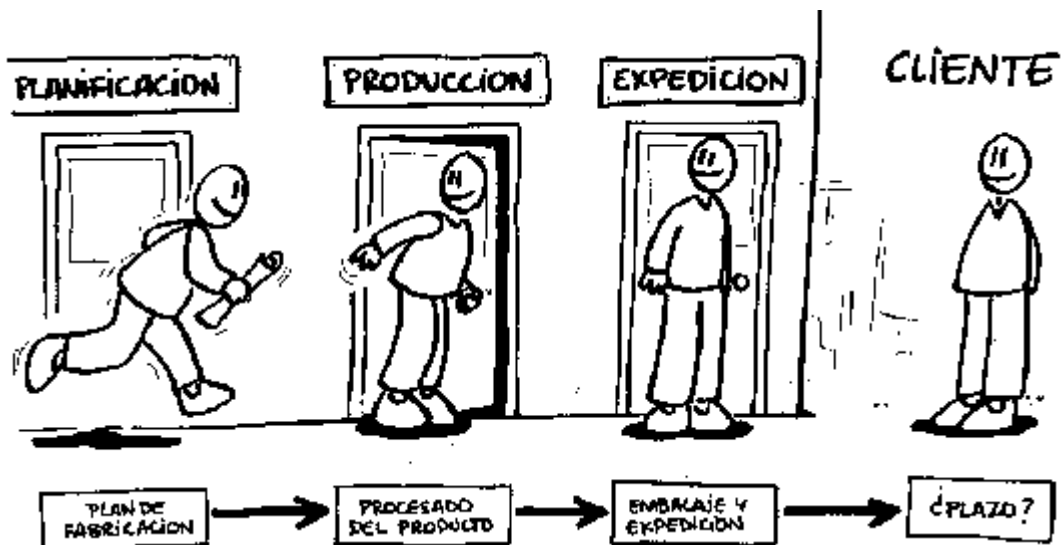 PLANIFICACION
PRODUCCION
EXPEDICION
CLIENTE
PLAN DE
FABRICACION
PROCESADO
DEL PRODUCTO
EMBALAJE Y
EXPEDICION
¿PLAZO?